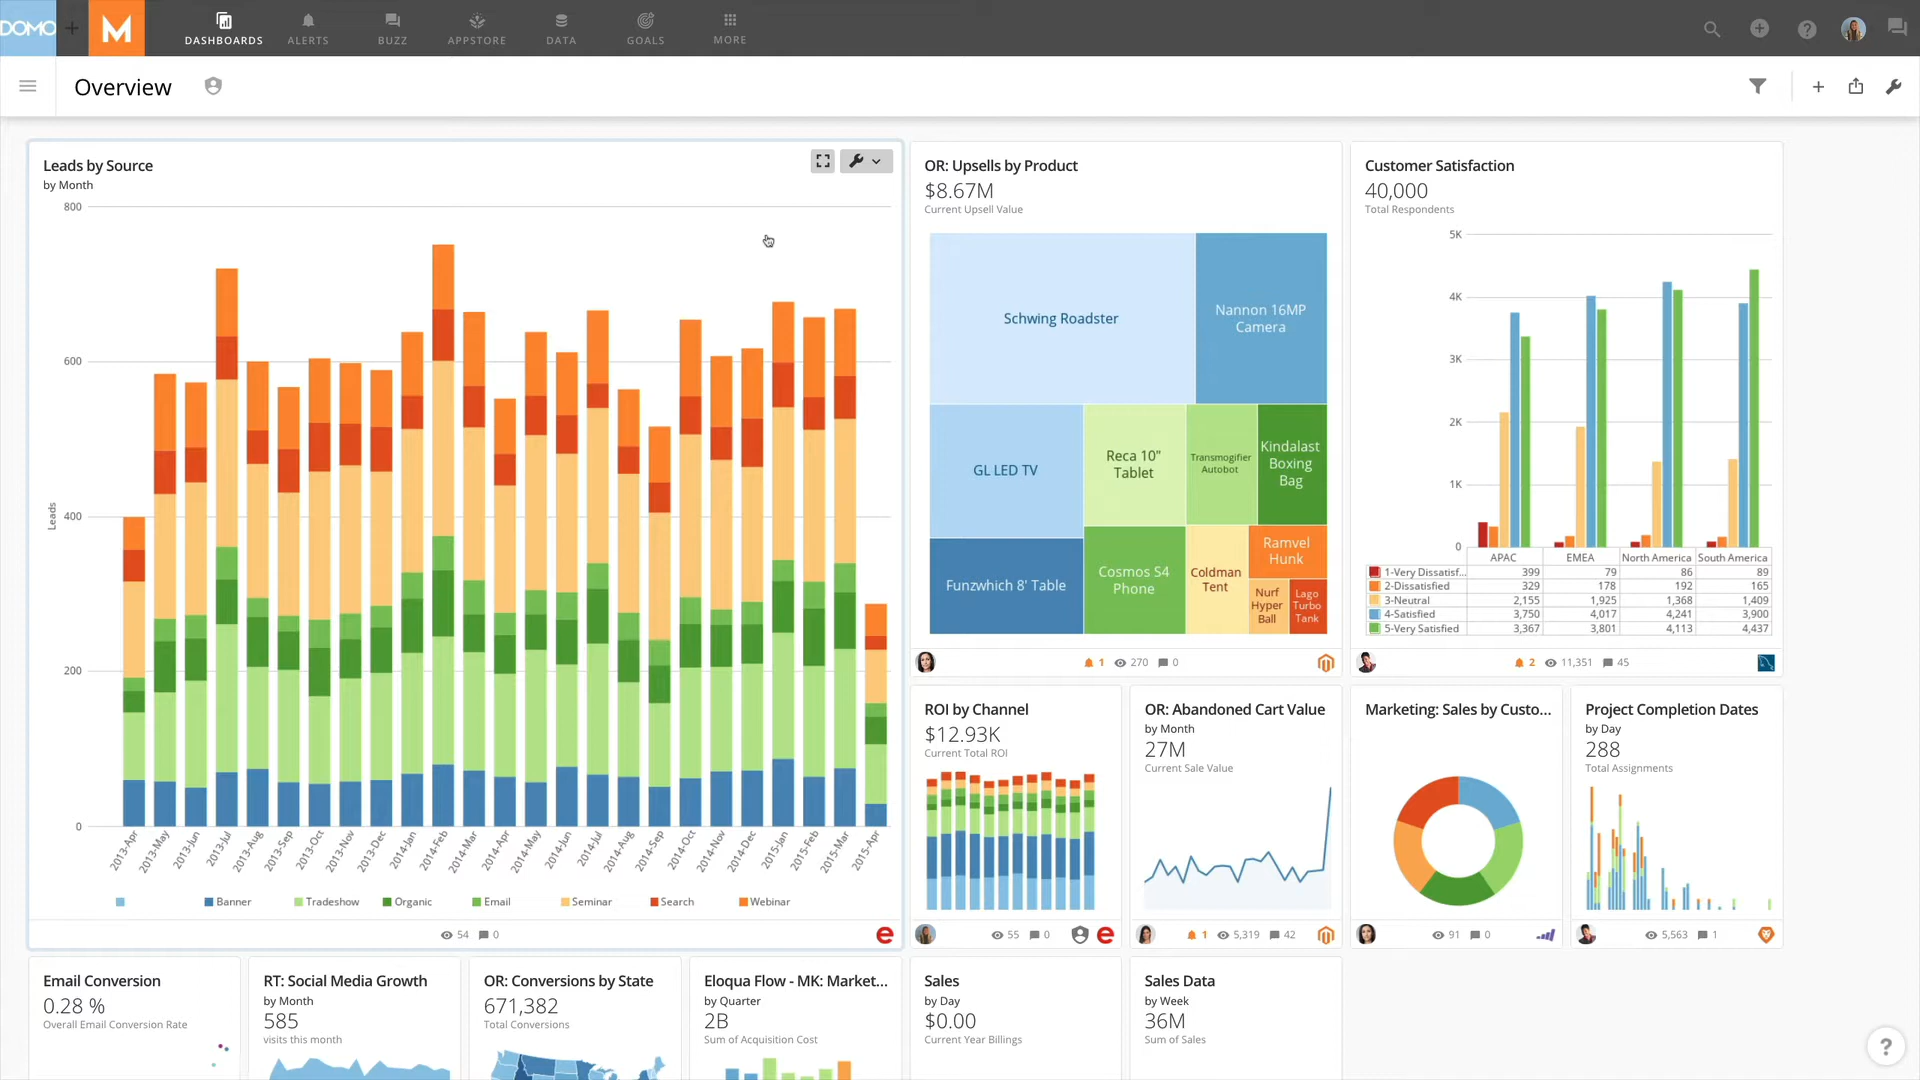 DOMO
M
DASHBOARDS
ALERTS
BUZZ
APPSTORE
DATA
GOALS
MORE
Overview
Leads by Source
by Month
800
600
400
200
0
Leads
2013-Apr
2013-May
2013-Jun
2013-Jul
2013-Aug
2013-Sep
2013-Oct
2013-Nov
2013-Dec
2014-Jan
2014-Feb
2014-Mar
2014-Apr
2014-May
2014-Jun
2014-Jul
2014-Aug
2014-Sep
2014-Oct
2014-Nov
2014-Dec
2015-Jan
2015-Feb
2015-Mar
2015-Apr
Banner
Tradeshow
Organic
Email
Seminar
Search
Webinar
54
0
OR: Upsells by Product
$8.67M
Current Upsell Value
Schwing Roadster
Nannon 16MP
Camera
GL LED TV
Reca 10"
Tablet
Transmogifier
Autobot
Kindalast
Boxing
Bag
Funzwhich 8' Table
Cosmos S4
Phone
Coldman
Tent
Ramvel
Hunk
Nurf
Hyper
Ball
Lago
Turbo
Tank
1
270
0
Customer Satisfaction
40,000
Total Respondents
5K
4K
3K
2K
1K
0
APAC EMEA North America South America
1-Very Dissatisf... 399 79 86 89
2-Dissatisfied 329 178 192 165
3-Neutral 2,155 1,925 1,368 1,409
4-Satisfied 3,750 4,017 4,241 3,900
5-Very Satisfied 3,367 3,801 4,113 4,437
2
11,351
45
ROI by Channel
$12.93K
Current Total ROI
55
0
OR: Abandoned Cart Value
by Month
27M
Current Sale Value
1
5,319
42
Marketing: Sales by Custo...
91
0
Project Completion Dates
by Day
288
Total Assignments
5,563
1
Email Conversion
0.28 %
Overall Email Conversion Rate
RT: Social Media Growth
by Month
585
visits this month
OR: Conversions by State
671,382
Total Conversions
Eloqua Flow - MK: Market...
by Quarter
2B
Sum of Acquisition Cost
Sales
by Day
$0.00
Current Year Billings
Sales Data
by Week
36M
Sum of Sales
?